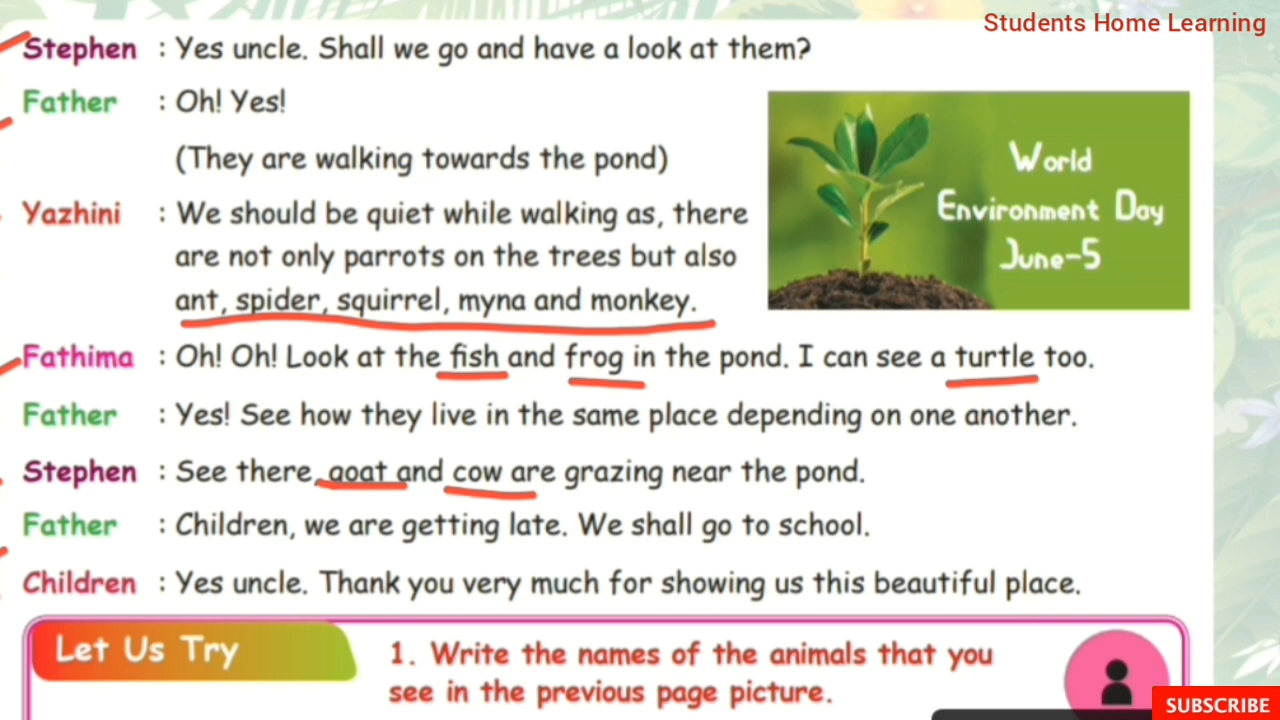 Students Home Learning
Stephen : Yes uncle. Shall we go and have a look at them?
Father : Oh! Yes!
(They are walking towards the pond)
World
Environment Day
June-5
Yazhini : We should be quiet while walking as, there
are not only parrots on the trees but also
ant, spider, squirrel, myna and monkey.
Fathima : Oh! Oh! Look at the fish and frog in the pond. I can see a turtle too.
Father : Yes! See how they live in the same place depending on one another.
Stephen : See there, goat and cow are grazing near the pond.
Father : Children, we are getting late. We shall go to school.
Children : Yes uncle. Thank you very much for showing us this beautiful place.
Let Us Try
1. Write the names of the animals that you
see in the previous page picture.
SUBSCRIBE